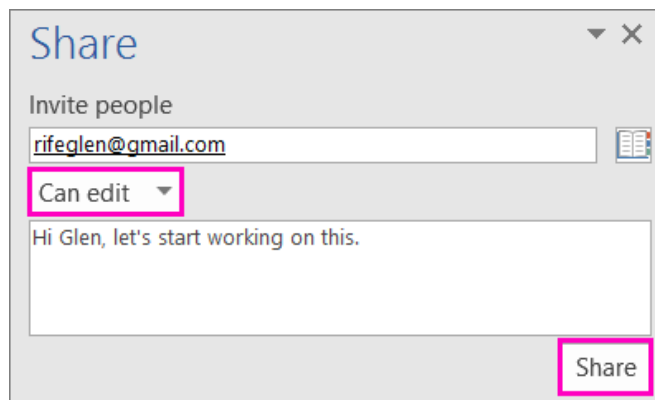 Share
Invite people
rifeglen@gmail.com
Can edit
Hi Glen, let's start working on this.
Share